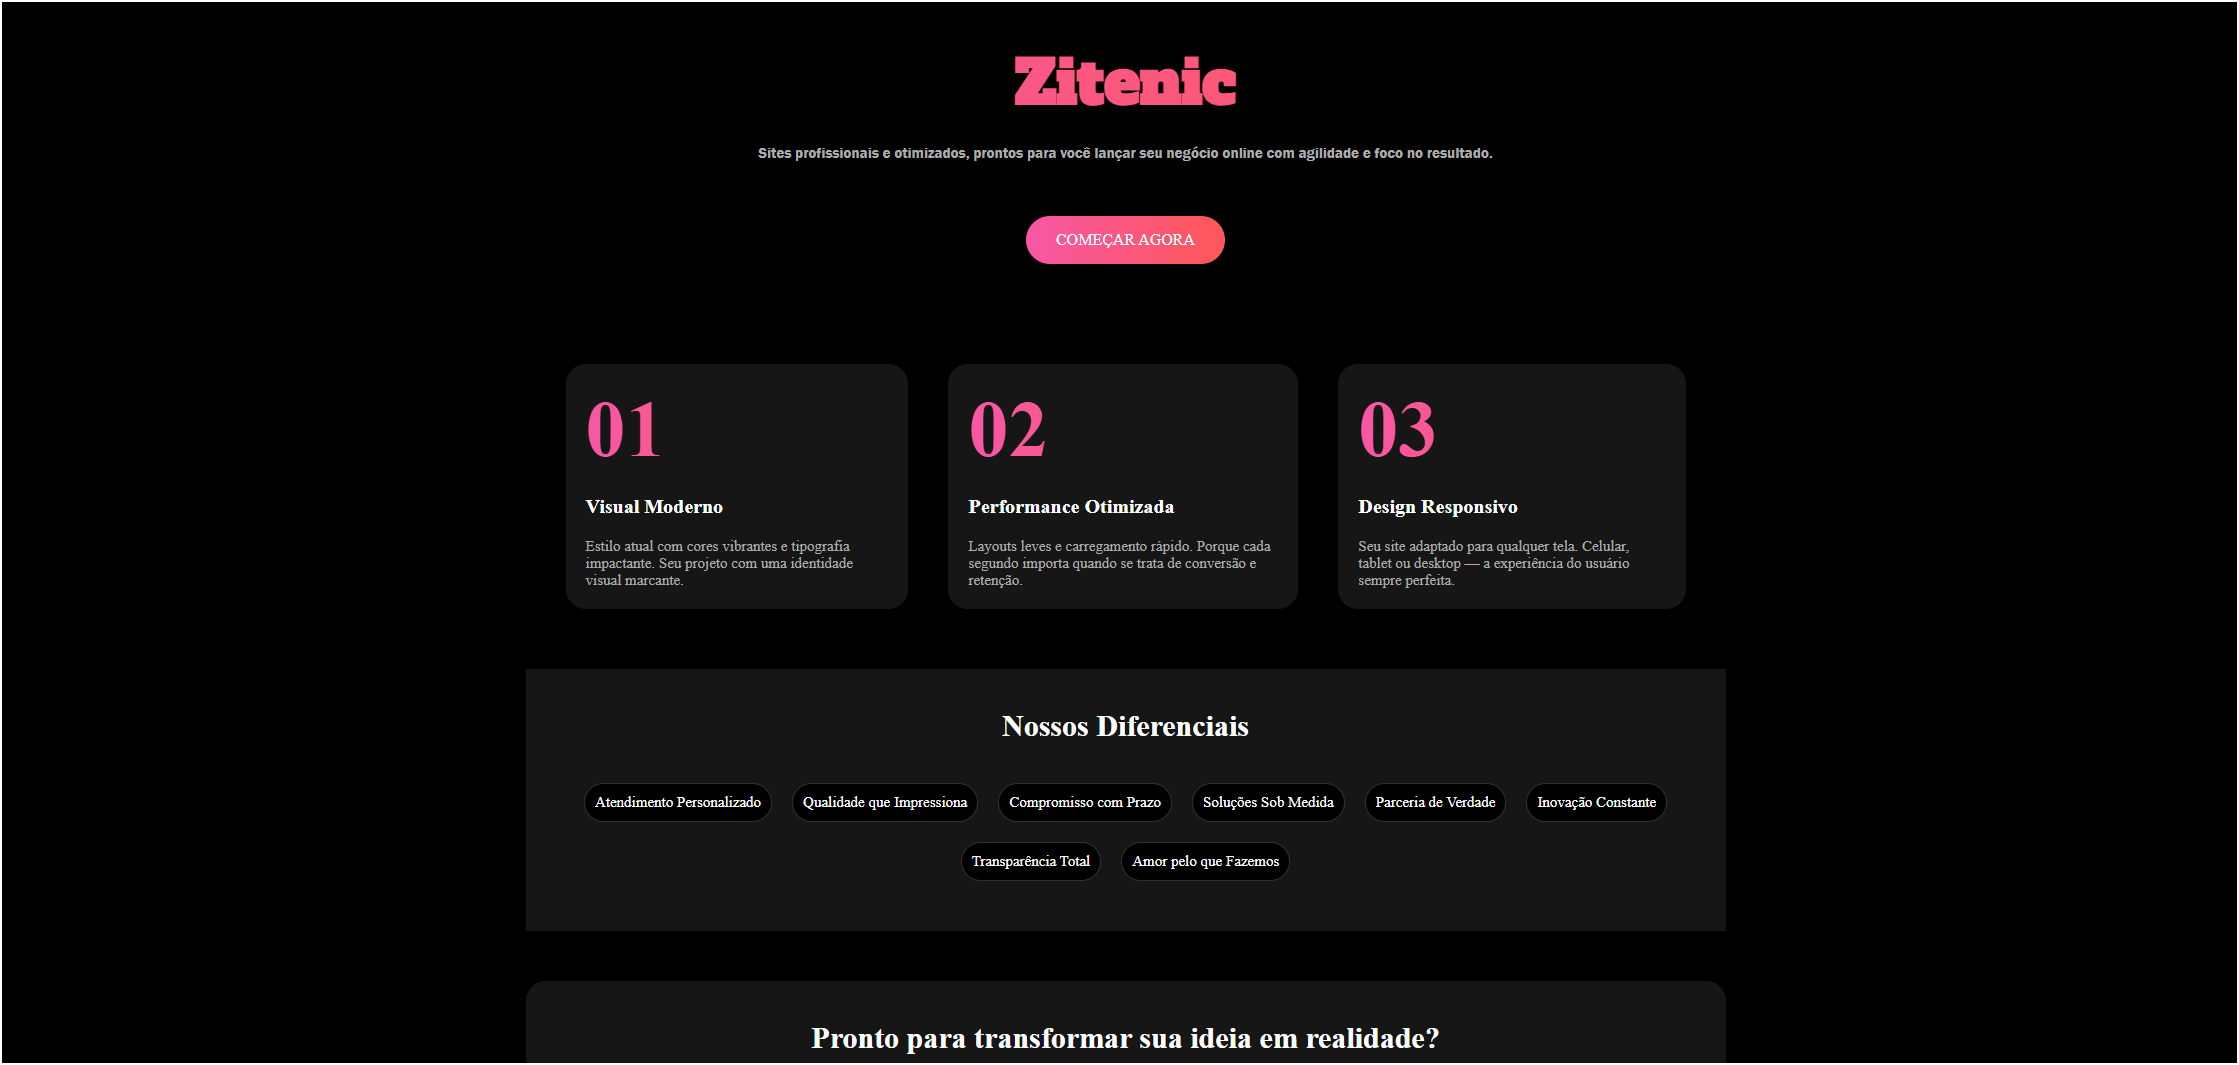 Zitenic
Sites profissionais e otimizados, prontos para você lançar seu negócio online com agilidade e foco no resultado.
COMEÇAR AGORA
01
Visual Moderno
Estilo atual com cores vibrantes e tipografia
impactante. Seu projeto com uma identidade
visual marcante.
02
Performance Otimizada
Layouts leves e carregamento rápido. Porque cada
segundo importa quando se trata de conversão e
retenção.
03
Design Responsivo
Seu site adaptado para qualquer tela. Celular,
tablet ou desktop — a experiência do usuário
sempre perfeita.
Nossos Diferenciais
Atendimento Personalizado
Qualidade que Impressiona
Compromisso com Prazo
Soluções Sob Medida
Parceria de Verdade
Inovação Constante
Transparência Total
Amor pelo que Fazemos
Pronto para transformar sua ideia em realidade?